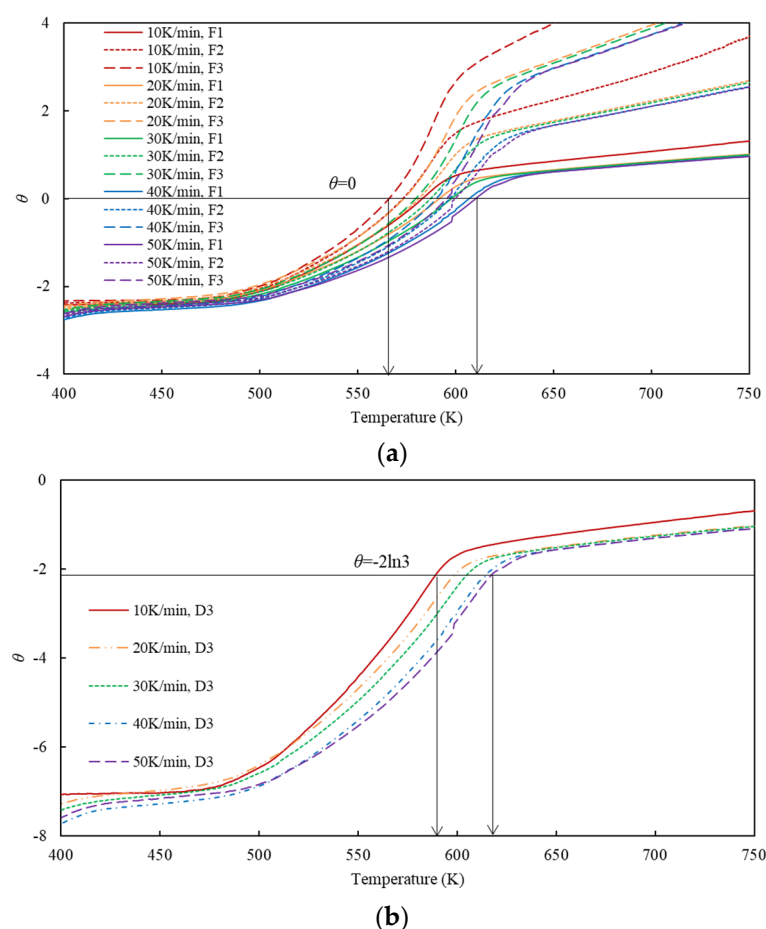 4
2
0
-2
-4
θ
10K/min, F1
10K/min, F2
10K/min, F3
20K/min, F1
20K/min, F2
20K/min, F3
30K/min, F1
30K/min, F2
30K/min, F3
40K/min, F1
40K/min, F2
40K/min, F3
50K/min, F1
50K/min, F2
50K/min, F3
θ=0
400 450 500 550 600 650 700 750
Temperature (K)
(a)
0
-2
-4
-6
-8
θ
θ=-2ln3
10K/min, D3
20K/min, D3
30K/min, D3
40K/min, D3
50K/min, D3
400 450 500 550 600 650 700 750
Temperature (K)
(b)